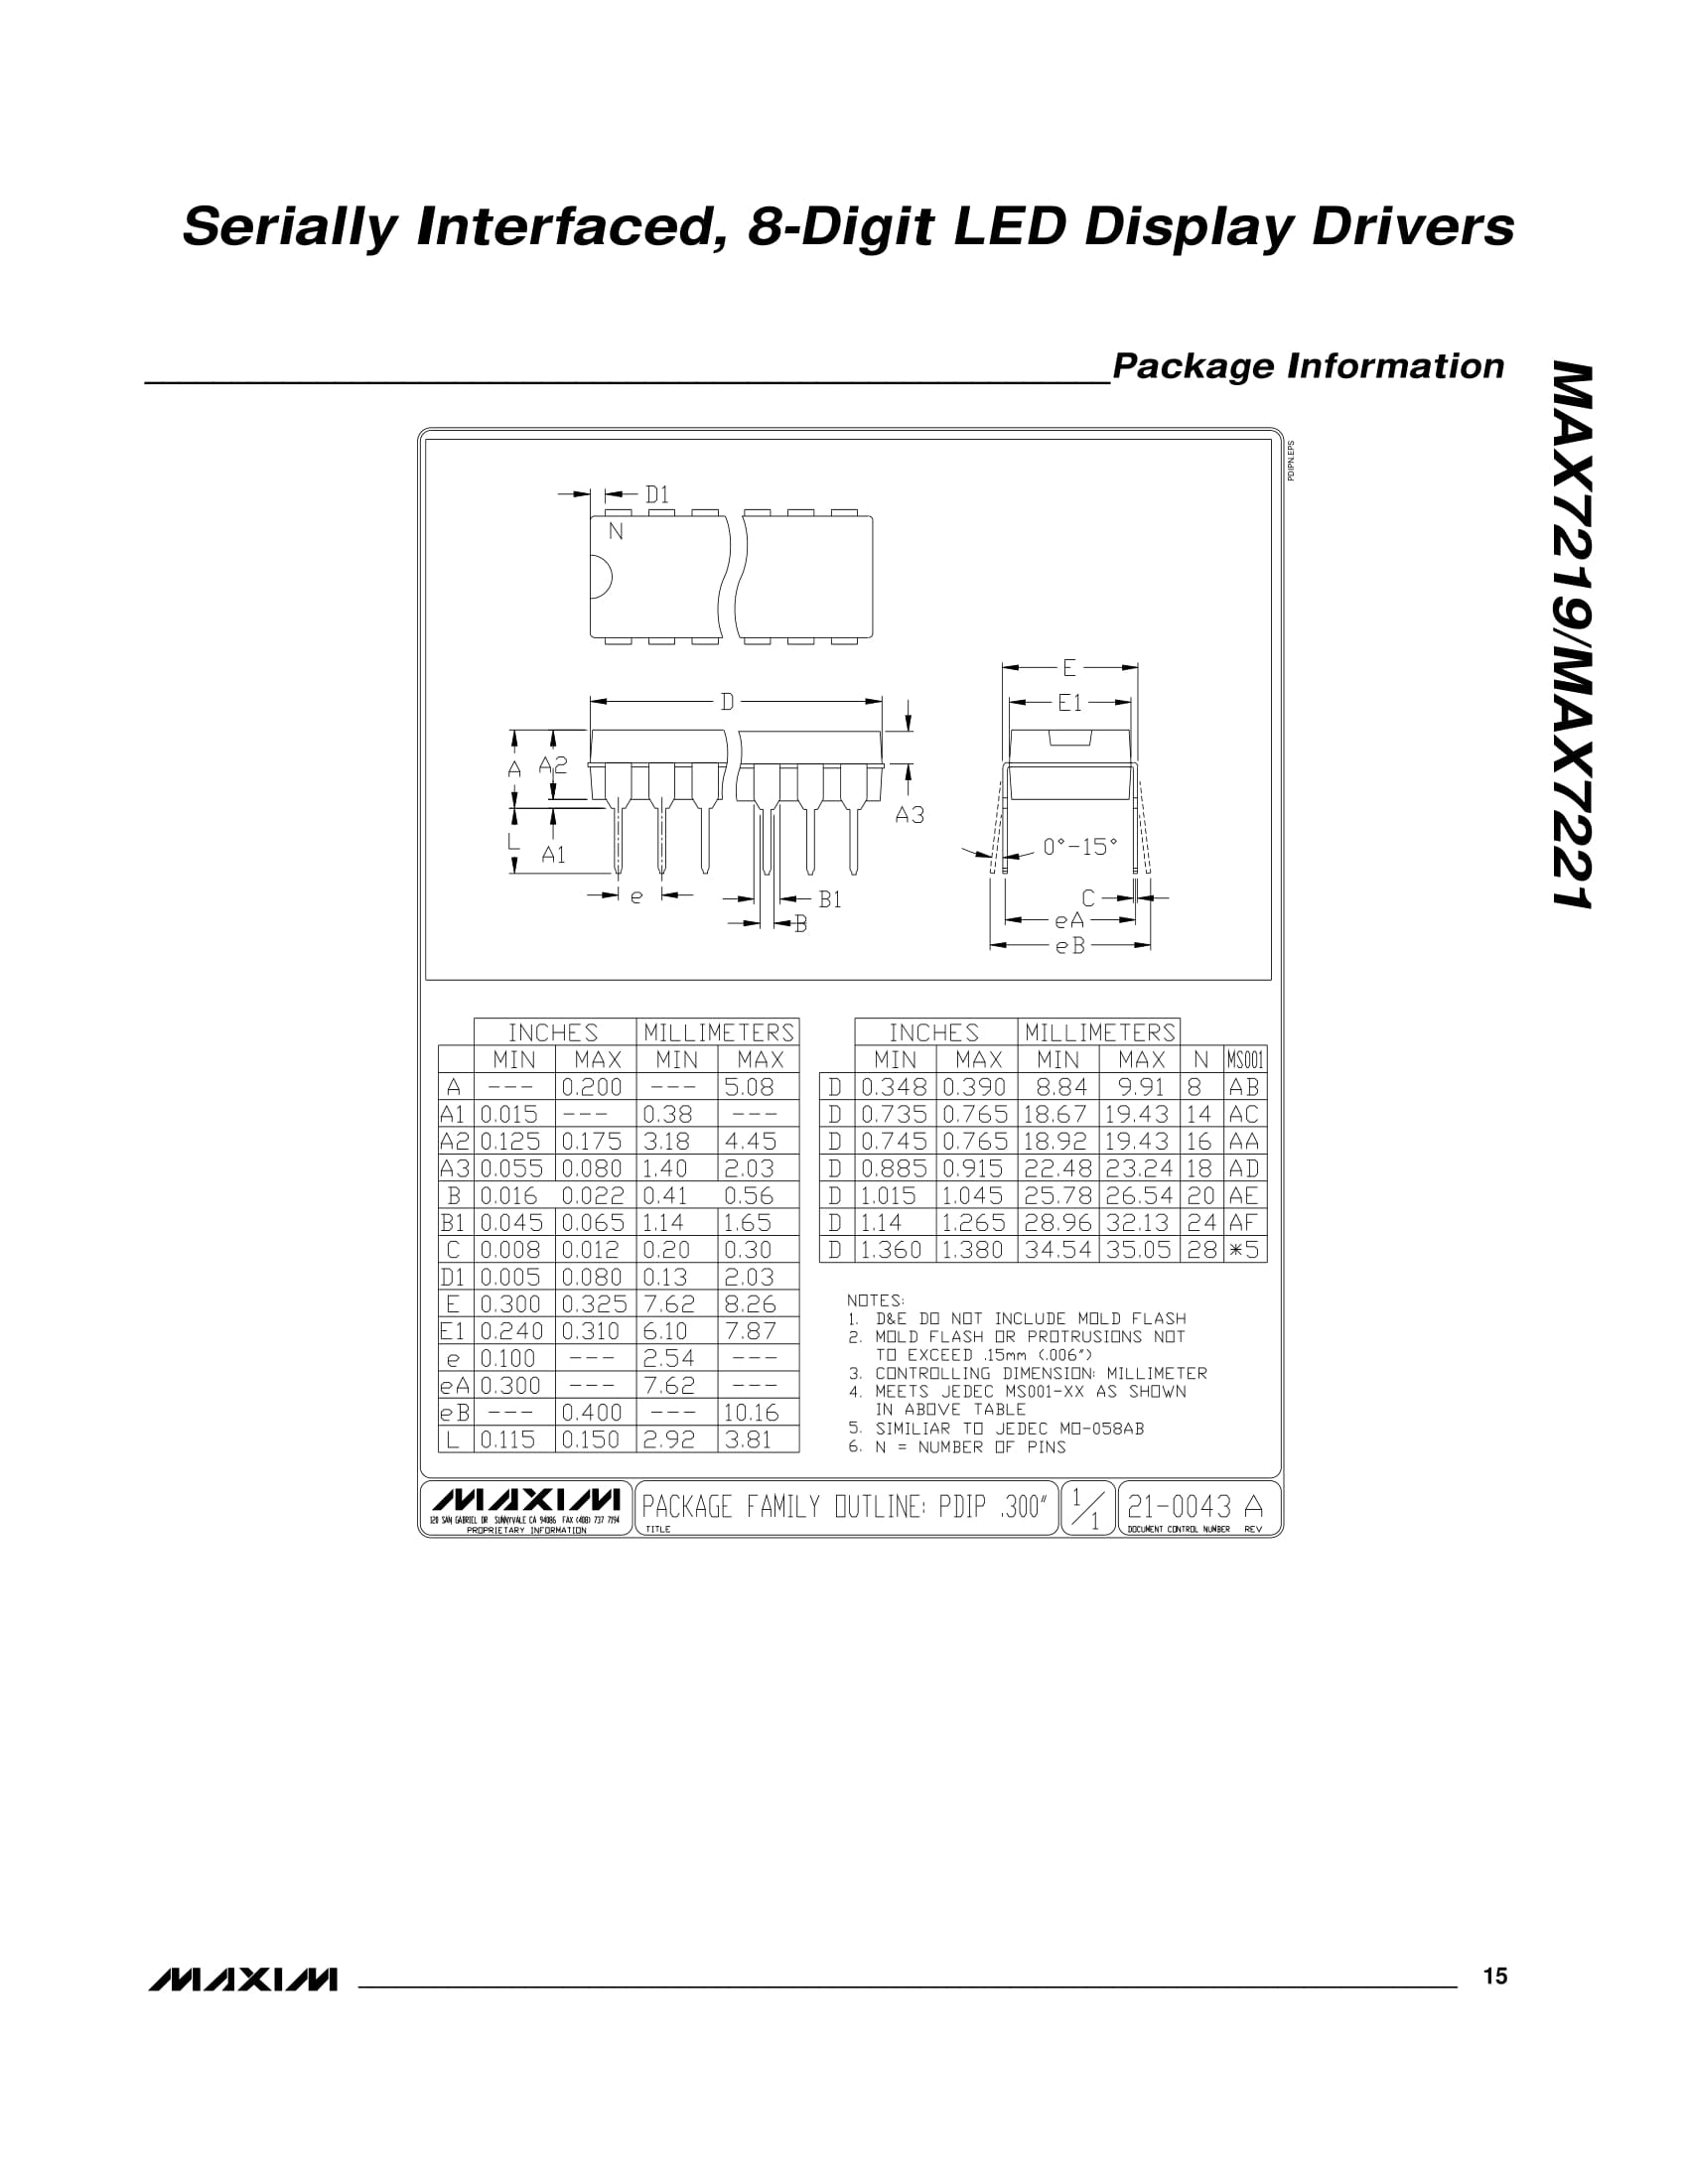 Serially Interfaced, 8-Digit LED Display Drivers
Package Information
MAX7219/MAX7221
PDIPN.EPS
D1
N
E
D
E1
A A2
A3
L
A1
0°-15°
e
B1
C
B
eA
eB
INCHES MILLIMETERS
MIN MAX MIN MAX
A --- 0.200 --- 5.08
A1 0.015 --- 0.38 ---
A2 0.125 0.175 3.18 4.45
A3 0.055 0.080 1.40 2.03
B 0.016 0.022 0.41 0.56
B1 0.045 0.065 1.14 1.65
C 0.008 0.012 0.20 0.30
D1 0.005 0.080 0.13 2.03
E 0.300 0.325 7.62 8.26
E1 0.240 0.310 6.10 7.87
e 0.100 --- 2.54 ---
eA 0.300 --- 7.62 ---
eB --- 0.400 --- 10.16
L 0.115 0.150 2.92 3.81
INCHES MILLIMETERS
MIN MAX MIN MAX N MS001
D 0.348 0.390 8.84 9.91 8 AB
D 0.735 0.765 18.67 19.43 14 AC
D 0.745 0.765 18.92 19.43 16 AA
D 0.885 0.915 22.48 23.24 18 AD
D 1.015 1.045 25.78 26.54 20 AE
D 1.14 1.265 28.96 32.13 24 AF
D 1.360 1.380 34.54 35.05 28 *5
NOTES:
1. D&E DO NOT INCLUDE MOLD FLASH
2. MOLD FLASH OR PROTRUSIONS NOT
TO EXCEED .15mm (.006")
3. CONTROLLING DIMENSION: MILLIMETER
4. MEETS JEDEC MS001-XX AS SHOWN
IN ABOVE TABLE
5. SIMILIAR TO JEDEC MO-058AB
6. N = NUMBER OF PINS
MAXIM
120 SAN GABRIEL DR SUNNYVALE CA 94086 FAX (408) 737 7194
PROPRIETARY INFORMATION
PACKAGE FAMILY OUTLINE: PDIP .300"
TITLE
1/1
21-0043 A
DOCUMENT CONTROL NUMBER REV
MAXIM
15